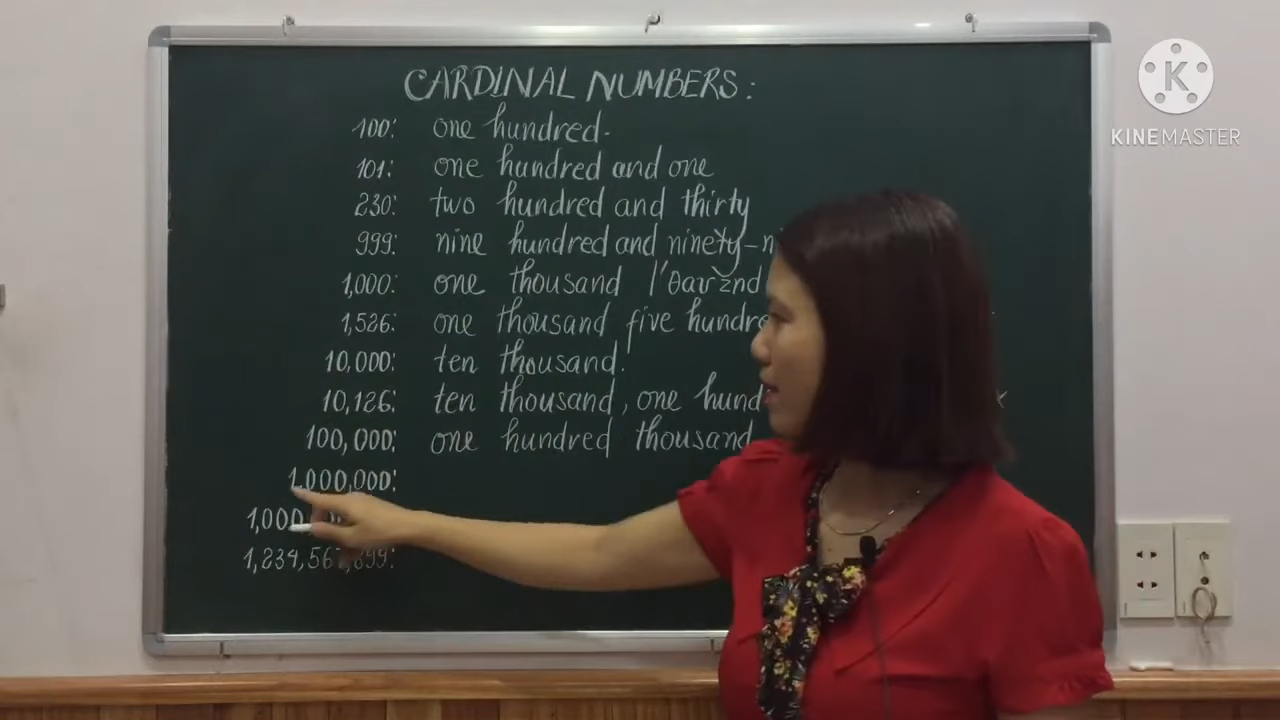 CARDINAL NUMBERS:
100: one hundred.
101: one hundred and one
230: two hundred and thirty
999: nine hundred and ninety-
1,000: one thousand /'θaʊznd
1,526: one thousand five
10,000: ten thousand.
10,126: ten thousand, one
100,000: one hundred thousand
1,000,000:
K
KINEMASTER